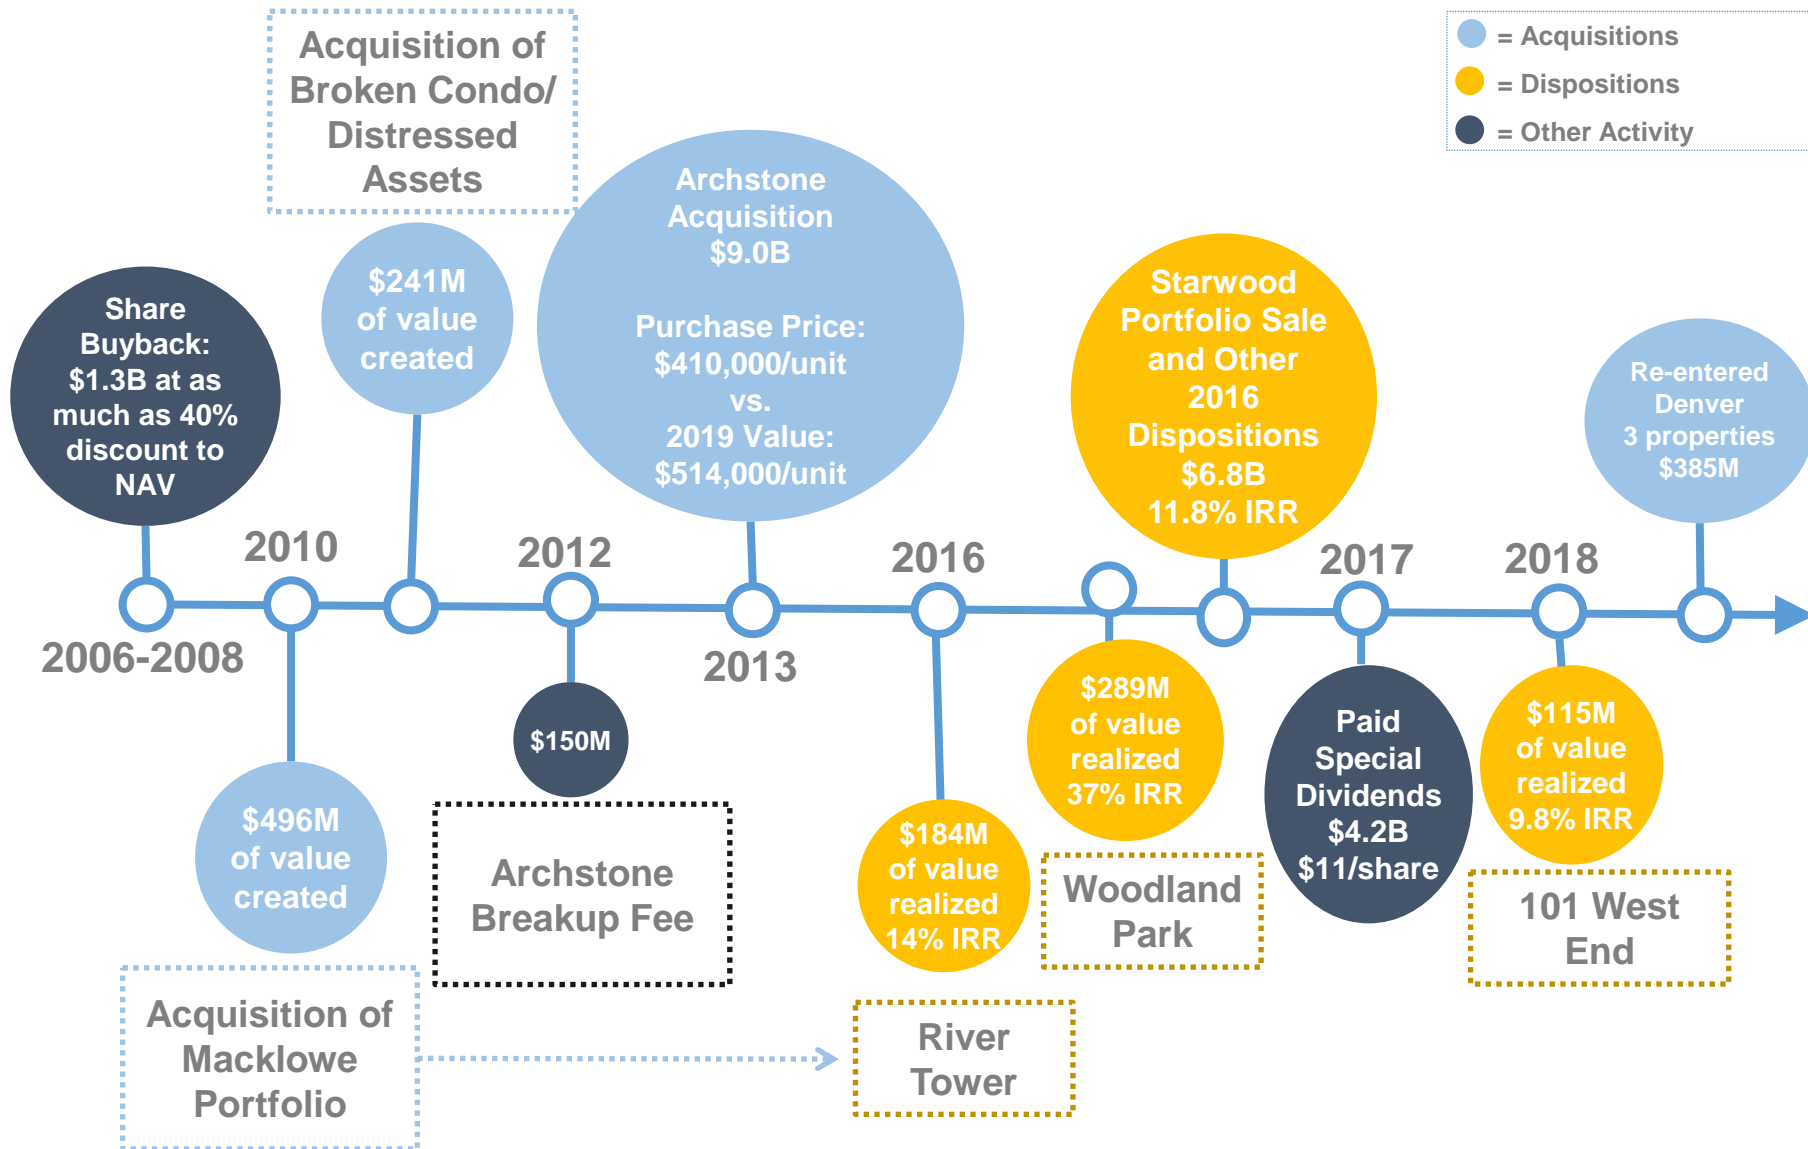 Acquisition of
Broken Condo/
Distressed
Assets
= Acquisitions
= Dispositions
= Other Activity
Share
Buyback:
$1.3B at as
much as 40%
discount to
NAV
$241M
of value
created
Archstone
Acquisition
$9.0B
Purchase Price:
$410,000/unit
vs.
2019 Value:
$514,000/unit
Starwood
Portfolio Sale
and Other
2016
Dispositions
$6.8B
11.8% IRR
Re-entered
Denver
3 properties
$385M
2006-2008
2010
2012
2013
2016
2017
2018
$496M
of value
created
Acquisition of
Macklowe
Portfolio
$150M
Archstone
Breakup Fee
$184M
of value
realized
14% IRR
River
Tower
$289M
of value
realized
37% IRR
Woodland
Park
Paid
Special
Dividends
$4.2B
$11/share
$115M
of value
realized
9.8% IRR
101 West
End